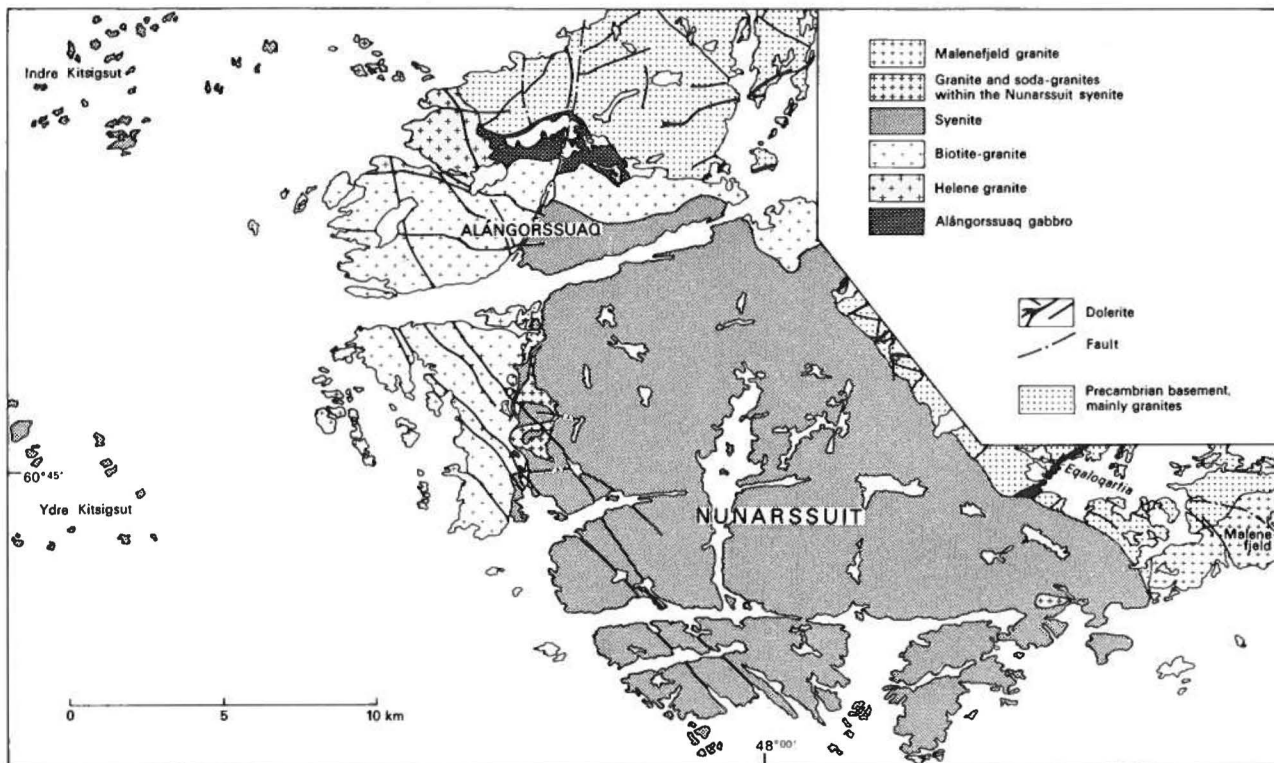 Indre Kitsigsut
ALÁNGORSSUAQ
60°45'
Ydre Kitsigsut
NUNARSSUIT
Eqaloqarfia
Malene
fjeld
0 5 10 km
48°00'
Malenefjeld granite
Granite and soda-granites
within the Nunarssuit syenite
Syenite
Biotite-granite
Helene granite
Alángorssuaq gabbro
Dolerite
Fault
Precambrian basement,
mainly granites